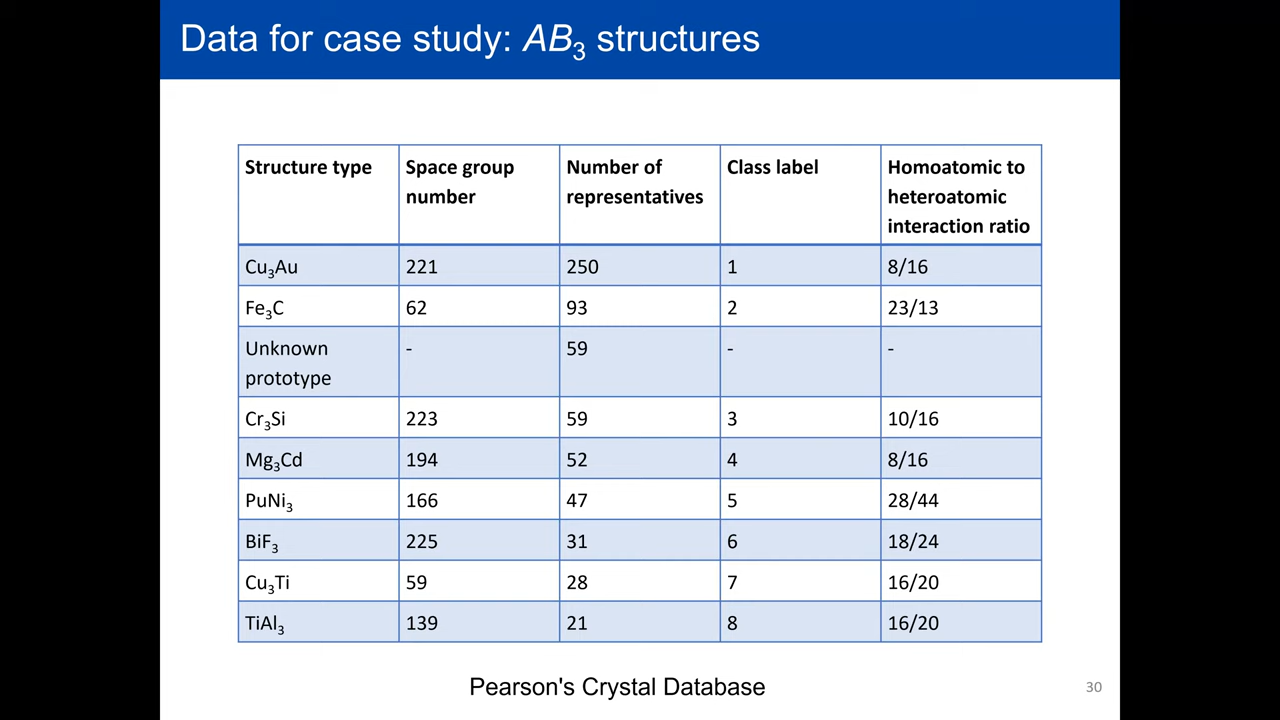 Data for case study: AB₃ structures
Structure type Space group number Number of representatives Class label Homoatomic to heteroatomic interaction ratio
Cu₃Au 221 250 1 8/16
Fe₃C 62 93 2 23/13
Unknown prototype - 59 - -
Cr₃Si 223 59 3 10/16
Mg₃Cd 194 52 4 8/16
PuNi₃ 166 47 5 28/44
BiF₃ 225 31 6 18/24
Cu₃Ti 59 28 7 16/20
TiAl₃ 139 21 8 16/20
Pearson's Crystal Database
30